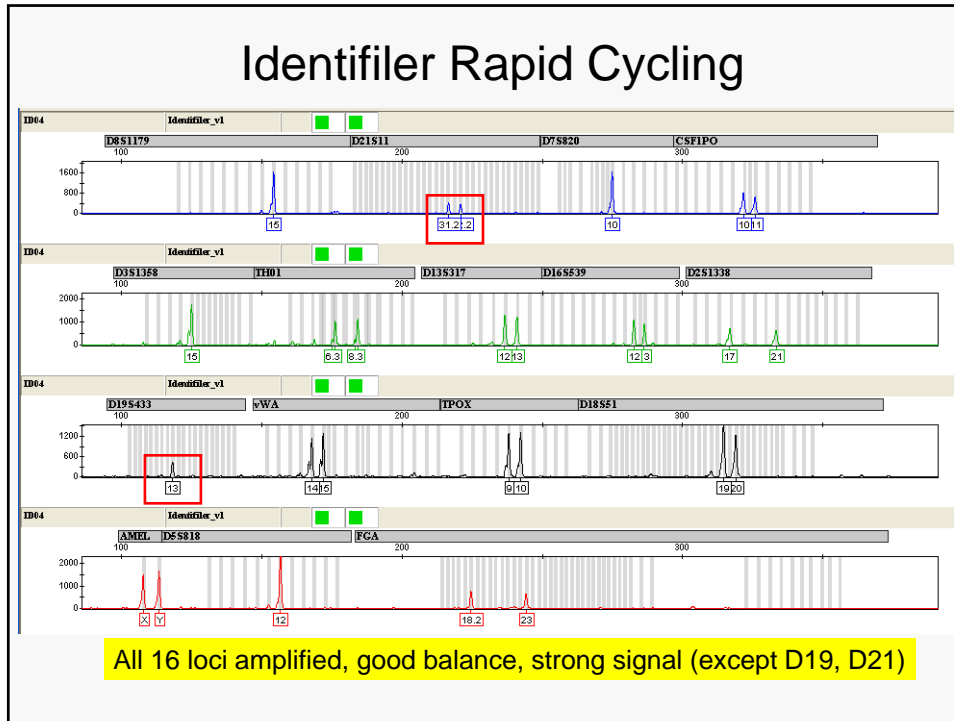 Identifiler Rapid Cycling
ID04 Identifiler_v1
D8S1179 D21S11 D7S820 CSF1PO
100 200 300
1600
800
0
15 31.2 .2 10 10 11
ID04 Identifiler_v1
D3S1358 TH01 D13S317 D16S539 D2S1338
100 200 300
2000
1000
0
15 6.3 8.3 12 13 12 3 17 21
ID04 Identifiler_v1
D19S433 vWA TPOX D18S51
100 200 300
1200
600
0
13 14 15 9 10 19 20
ID04 Identifiler_v1
AMEL D5S818 FGA
100 200 300
2000
1000
0
X Y 12 18.2 23
All 16 loci amplified, good balance, strong signal (except D19, D21)